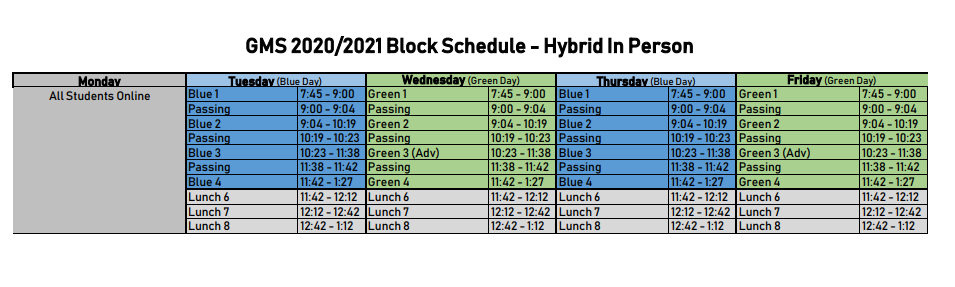 GMS 2020/2021 Block Schedule - Hybrid In Person
Monday Tuesday (Blue Day) Wednesday (Green Day) Thursday (Blue Day) Friday (Green Day)
All Students Online Blue 1 7:45 - 9:00 Green 1 7:45 - 9:00 Blue 1 7:45 - 9:00 Green 1 7:45 - 9:00
Passing 9:00 - 9:04 Passing 9:00 - 9:04 Passing 9:00 - 9:04 Passing 9:00 - 9:04
Blue 2 9:04 - 10:19 Green 2 9:04 - 10:19 Blue 2 9:04 - 10:19 Green 2 9:04 - 10:19
Passing 10:19 - 10:23 Passing 10:19 - 10:23 Passing 10:19 - 10:23 Passing 10:19 - 10:23
Blue 3 10:23 - 11:38 Green 3 (Adv) 10:23 - 11:38 Blue 3 10:23 - 11:38 Green 3 (Adv) 10:23 - 11:38
Passing 11:38 - 11:42 Passing 11:38 - 11:42 Passing 11:38 - 11:42 Passing 11:38 - 11:42
Blue 4 11:42 - 1:27 Green 4 11:42 - 1:27 Blue 4 11:42 - 1:27 Green 4 11:42 - 1:27
Lunch 6 11:42 - 12:12 Lunch 6 11:42 - 12:12 Lunch 6 11:42 - 12:12 Lunch 6 11:42 - 12:12
Lunch 7 12:12 - 12:42 Lunch 7 12:12 - 12:42 Lunch 7 12:12 - 12:42 Lunch 7 12:12 - 12:42
Lunch 8 12:42 - 1:12 Lunch 8 12:42 - 1:12 Lunch 8 12:42 - 1:12 Lunch 8 12:42 - 1:12